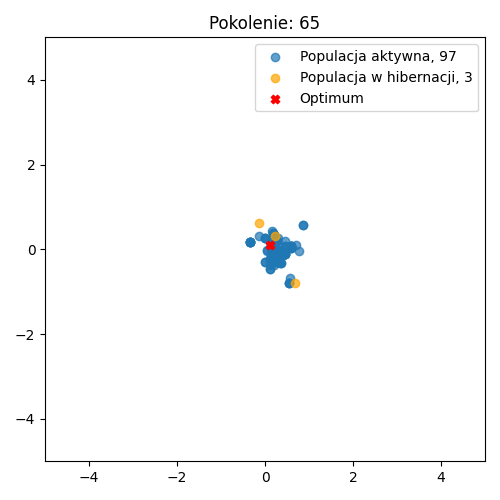 Pokolenie: 65
Populacja aktywna, 97
Populacja w hibernacji, 3
Optimum
4
2
0
−2
−4
−4
−2
0
2
4